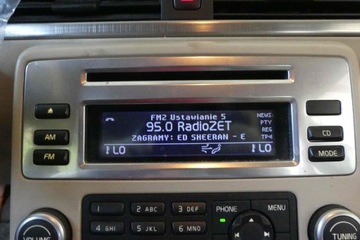 FM2 Ustawianie 5
95.0 RadioZET
ZAGRAMY: ED SHEERAN - E
NEWS
PTY
REG
TP4
LO
LO
AM
FM
CD
MODE
1
2 ABC
3 DEF
4 GHI
5 JKL
6 MNO
PHONE
MENU
VOLUME
TUNING